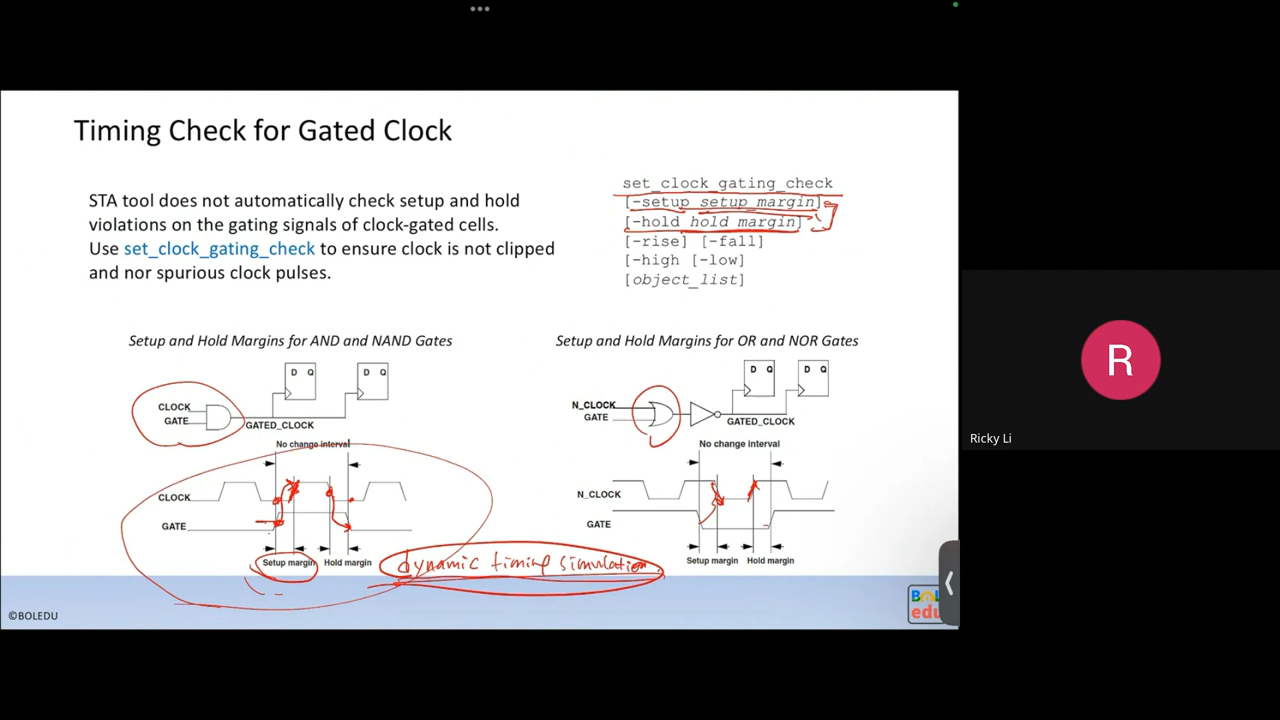 Timing Check for Gated Clock
STA tool does not automatically check setup and hold
violations on the gating signals of clock-gated cells.
Use set_clock_gating_check to ensure clock is not clipped
and nor spurious clock pulses.
set_clock_gating_check
[-setup setup_margin]
[-hold hold_margin]
[-rise] [-fall]
[-high [-low]
[object_list]
Setup and Hold Margins for AND and NAND Gates
D Q
D Q
CLOCK
GATE
GATED_CLOCK
No change interval
CLOCK
GATE
Setup margin
Hold margin
dynamic timing simulation
Setup and Hold Margins for OR and NOR Gates
D Q
D Q
N_CLOCK
GATE
GATED_CLOCK
No change interval
N_CLOCK
GATE
Setup margin
Hold margin
©BOLEDU
edu
R
Ricky Li